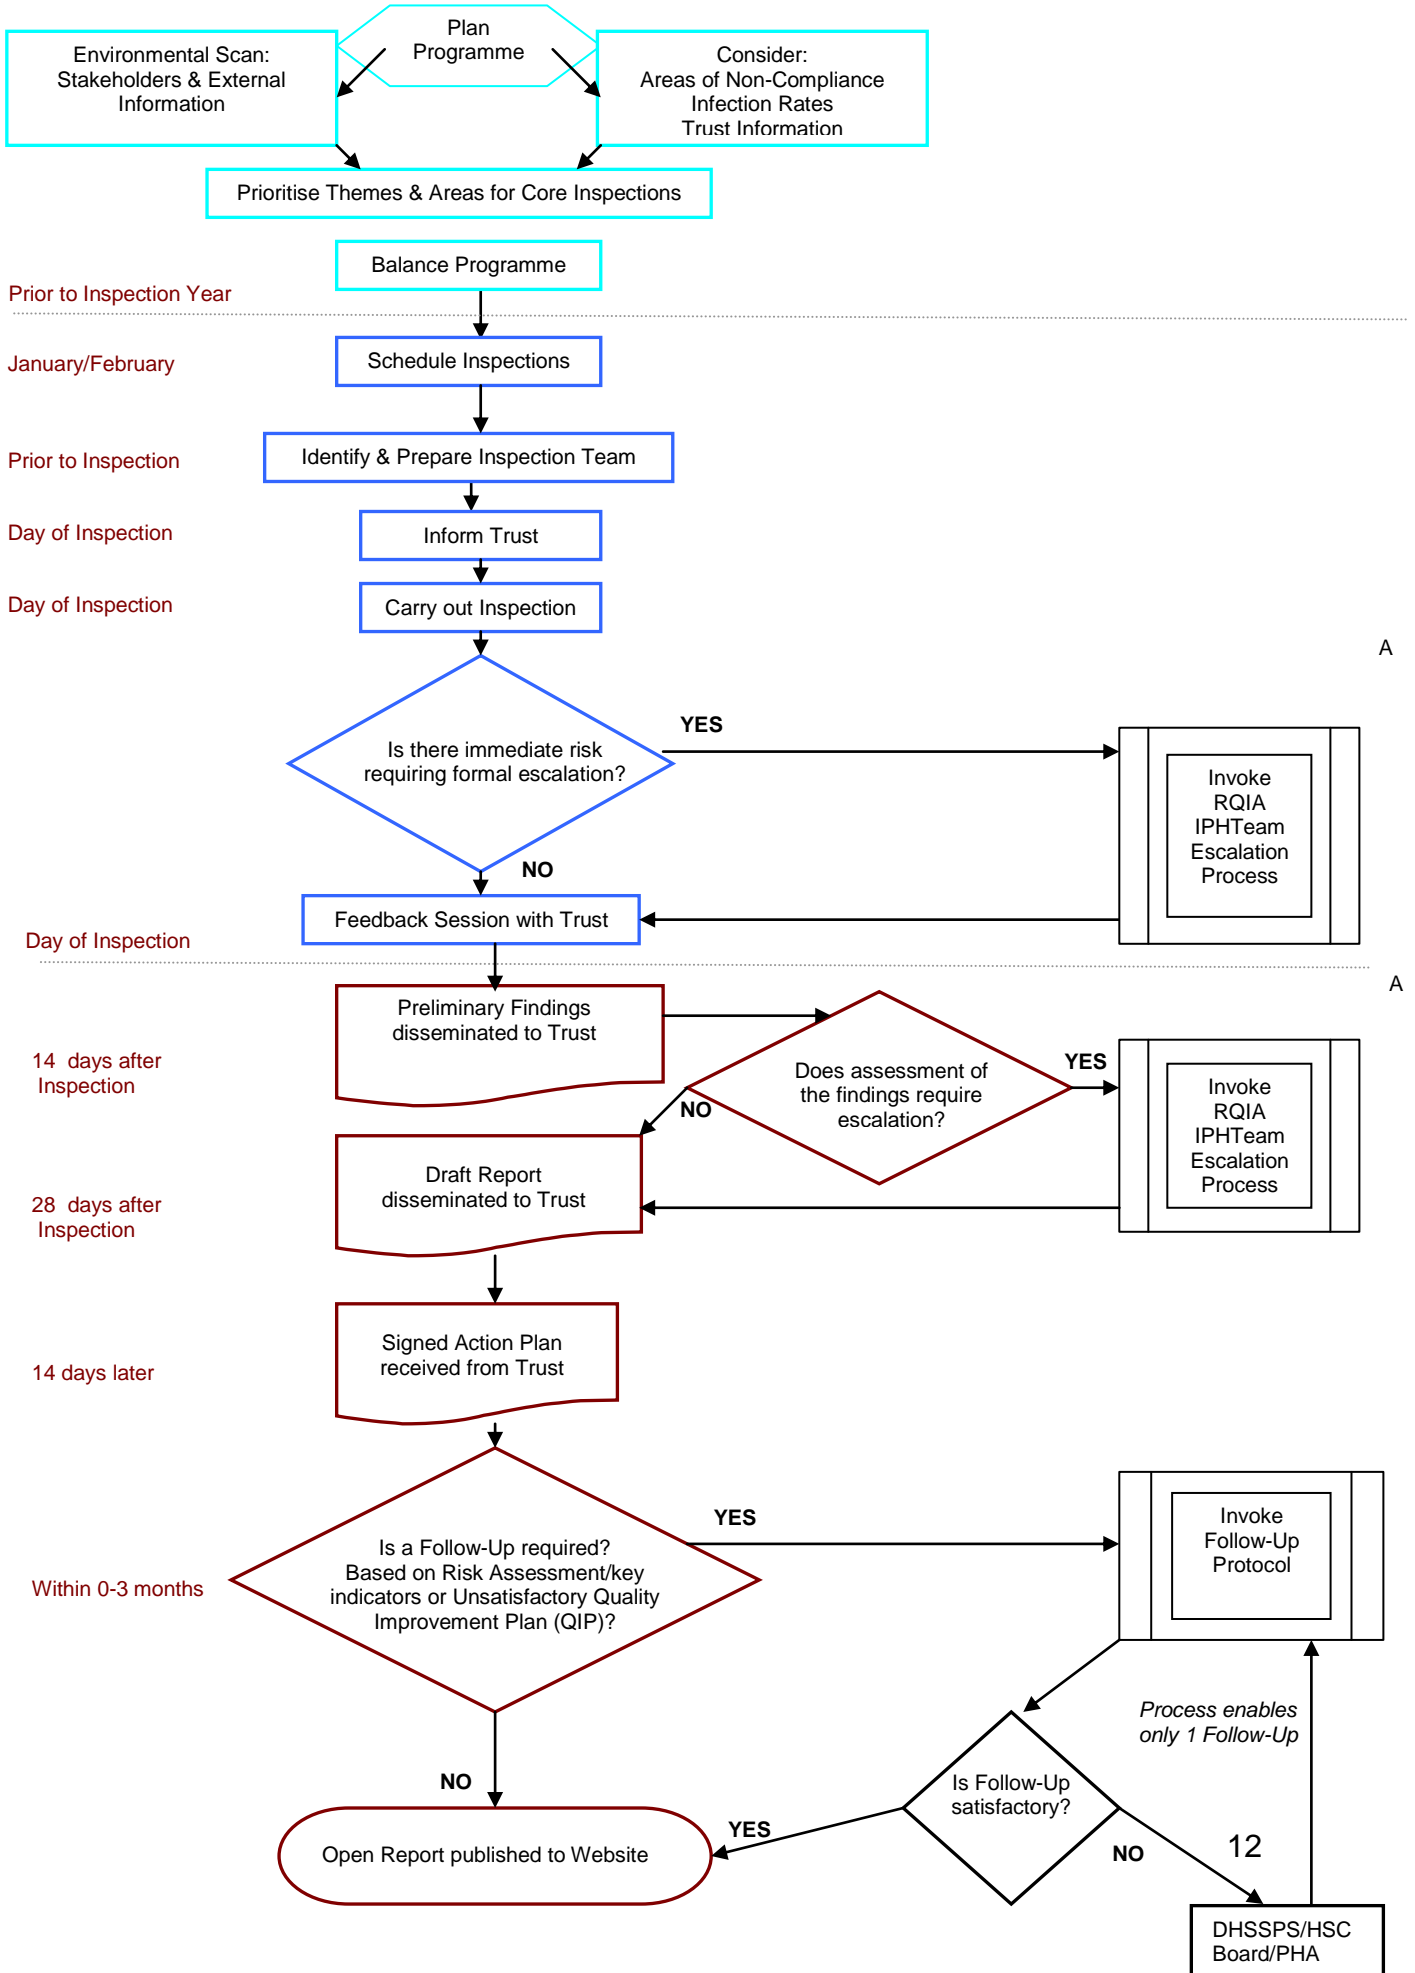 Plan
Programme
Environmental Scan:
Stakeholders & External
Information
Consider:
Areas of Non-Compliance
Infection Rates
Trust Information
Prioritise Themes & Areas for Core Inspections
Balance Programme
Prior to Inspection Year
January/February
Schedule Inspections
Prior to Inspection
Identify & Prepare Inspection Team
Day of Inspection
Inform Trust
Day of Inspection
Carry out Inspection
A
Is there immediate risk
requiring formal escalation?
YES
NO
Invoke
RQIA
IPHTeam
Escalation
Process
Feedback Session with Trust
Day of Inspection
A
Preliminary Findings
disseminated to Trust
14  days after
Inspection
Does assessment of
the findings require
escalation?
YES
NO
Invoke
RQIA
IPHTeam
Escalation
Process
Draft Report
disseminated to Trust
28  days after
Inspection
Signed Action Plan
received from Trust
14 days later
Is a Follow-Up required?
Based on Risk Assessment/key
indicators or Unsatisfactory Quality
Improvement Plan (QIP)?
Within 0-3 months
YES
NO
Invoke
Follow-Up
Protocol
Process enables
only 1 Follow-Up
Is Follow-Up
satisfactory?
YES
NO
12
Open Report published to Website
DHSSPS/HSC
Board/PHA